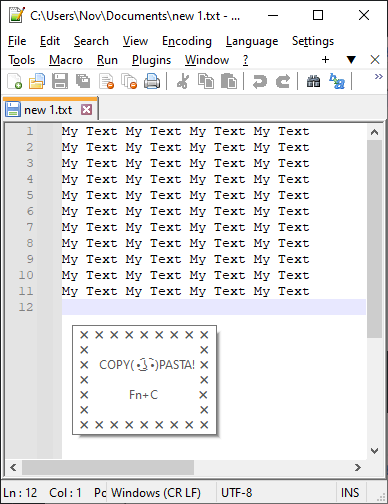 C:\Users\Nov\Documents\new 1.txt - ...
File Edit Search View Encoding Language Settings
Tools Macro Run Plugins Window ? + ▼ ✕
new 1.txt
1 My Text My Text My Text My Text
2 My Text My Text My Text My Text
3 My Text My Text My Text My Text
4 My Text My Text My Text My Text
5 My Text My Text My Text My Text
6 My Text My Text My Text My Text
7 My Text My Text My Text My Text
8 My Text My Text My Text My Text
9 My Text My Text My Text My Text
10 My Text My Text My Text My Text
11 My Text My Text My Text My Text
12
✕ ✕ ✕ ✕ ✕ ✕ ✕ ✕ ✕
✕ ✕
✕ COPY( ͡• ͜ʖ ͡•)PASTA! ✕
✕ ✕
✕ Fn+C ✕
✕ ✕
✕ ✕ ✕ ✕ ✕ ✕ ✕ ✕ ✕
Ln : 12 Col : 1 Po Windows (CR LF) UTF-8 INS